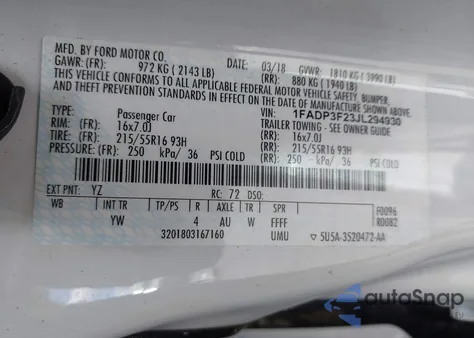 MFD. BY FORD MOTOR CO.
03/18 GVWR: 1810 KG ( 3990 LB)
GAWR: (FR): 972 KG ( 2143 LB) (RR): 880 KG ( 1940 LB)
THIS VEHICLE CONFORMS TO ALL APPLICABLE FEDERAL MOTOR VEHICLE SAFETY, BUMPER,
AND THEFT PREVENTION STANDARDS IN EFFECT ON THE DATE OF MANUFACTURE SHOWN ABOVE.
VIN: 1FADP3F23JL294930
TYPE: Passenger Car TRAILER TOWING - SEE OWNERS GUIDE
RIM: 16x7.0J (RR): 16x7.0J
TIRE: (FR): 215/55R16 93H (RR): 215/55R16 93H
PRESSURE: (FR): 250 kPa/ 36 PSI COLD (RR): 250 kPa/ 36 PSI COLD
EXT PNT: YZ RC: 72 DSO:
WB INT TR TP/PS R AXLE TR SPR
YW 4 AU W FFFF
F0096
R0082
3201803167160 UMU 5U5A-3520472-AA
autoSnap
.EU